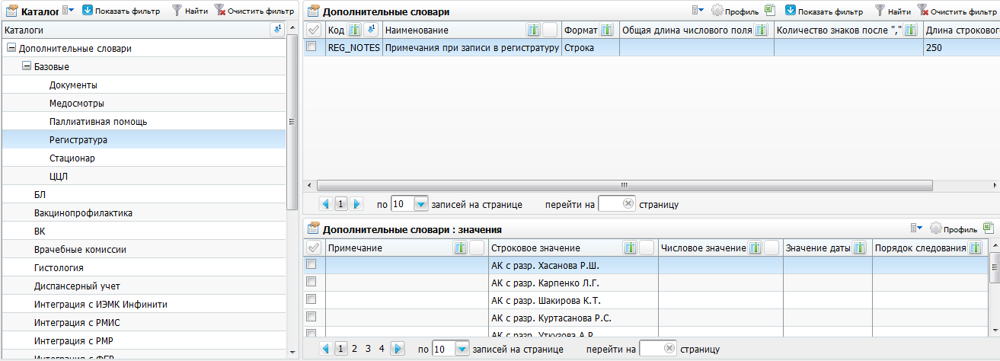 Каталог Показать фильтр Найти Очистить фильтр
Каталоги
Дополнительные словари
Базовые
Документы
Медосмотры
Паллиативная помощь
Регистратура
Стационар
ЦЦЛ
БЛ
Вакцинопрофилактика
ВК
Врачебные комиссии
Гистология
Диспансерный учет
Интеграция с ИЭМК Инфинити
Интеграция с РМИС
Интеграция с РМР
Интеграция с ФЕР
Дополнительные словари Профиль Показать фильтр Найти Очистить фильтр
Код Наименование Формат Общая длина числового поля Количество знаков после "," Длина строковог
REG_NOTES Примечания при записи в регистратуру Строка 250
1 по 10 записей на странице перейти на страницу
Дополнительные словари : значения Профиль
Примечание Строковое значение Числовое значение Значение даты Порядок следования
АК с разр. Хасанова Р.Ш.
АК с разр. Карпенко Л.Г.
АК с разр. Шакирова К.Т.
АК с разр. Куртасанова Р.С.
АК с разр. Уткузова А.Р.
1 2 3 4 по 10 записей на странице перейти на страницу